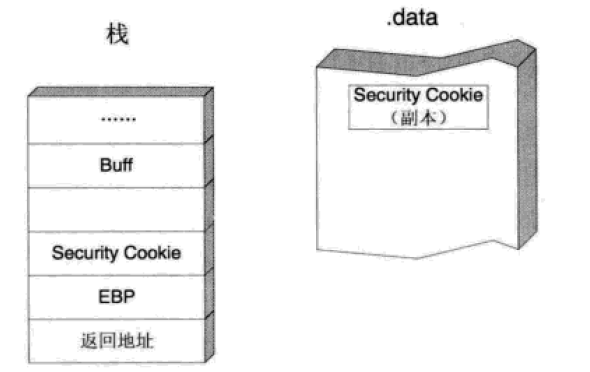 栈
……
Buff
Security Cookie
EBP
返回地址
.data
Security Cookie
（副本）